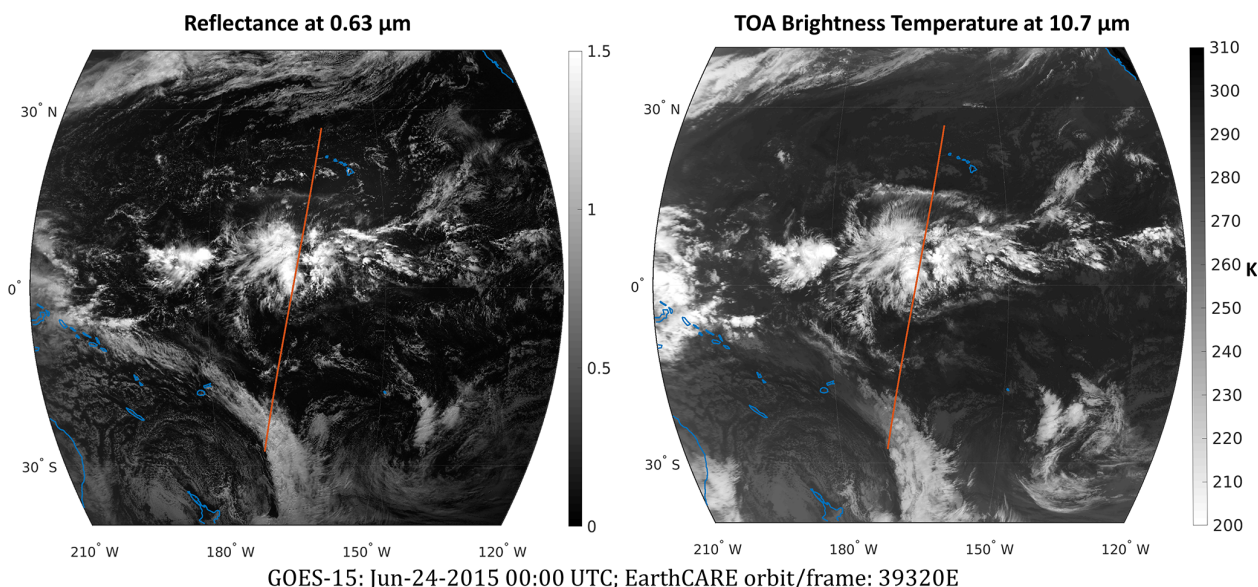 Reflectance at 0.63 µm
TOA Brightness Temperature at 10.7 µm
1.5
1
0.5
0
30° N
0°
30° S
210° W
180° W
150° W
120° W
30° N
0°
30° S
210° W
180° W
150° W
120° W
310
300
290
280
270
260
250
240
230
220
210
200
K
GOES-15: Jun-24-2015 00:00 UTC; EarthCARE orbit/frame: 39320E